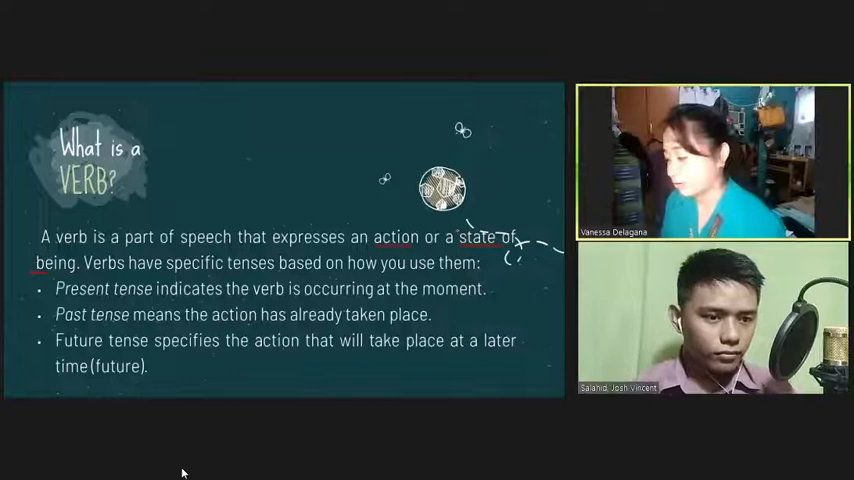 What is a
VERB?
A verb is a part of speech that expresses an action or a state of
being. Verbs have specific tenses based on how you use them:
Present tense indicates the verb is occurring at the moment.
Past tense means the action has already taken place.
Future tense specifies the action that will take place at a later
time (future).
Vanessa Delagana
Salahid, Josh Vincent